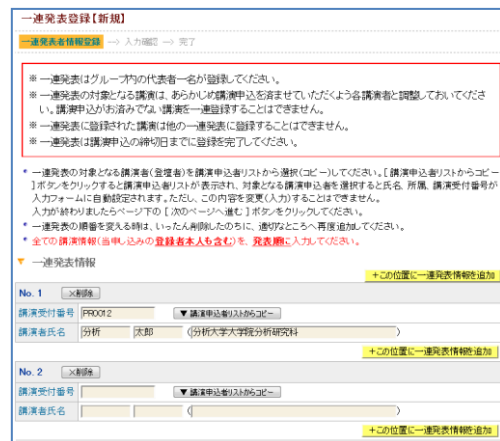 一連発表登録【新規】
一連発表者情報登録 --> 入力確認 --> 完了
※ 一連発表はグループ内の代表者一名が登録してください。
※ 一連発表の対象となる講演は、あらかじめ講演申込を済ませていただくよう各講演者と調整しておいてくださ
い。講演申込がお済みでない講演を一連登録することはできません。
※ 一連発表に登録された講演は他の一連発表に登録することはできません。
※ 一連発表は講演申込の締切日までに登録を完了してください。
* 一連発表の対象となる講演者(登壇者)を講演申込者リストから選択(コピー)してください。[ 講演申込者リストからコピー
] ボタンをクリックすると講演申込者リストが表示され、対象となる講演申込者を選択すると氏名, 所属, 講演受付番号が
入力フォームに自動設定されます。ただし、この内容を変更(入力)することはできません。
入力が終わりましたらページ下の [ 次のページへ進む ] ボタンをクリックしてください。
* 一連発表の順番を変える時は、いったん削除したのちに、適切なところへ再度追加してください。
* 全ての講演情報(当申し込みの登録者本人も含む)を、発表順に入力してください。
▼ 一連発表情報
+この位置に一連発表情報を追加
No. 1 ×削除
講演受付番号 PR0012 ▼ 講演申込者リストからコピー
講演者氏名 分析 太郎 (分析大学大学院分析研究科 )
+この位置に一連発表情報を追加
No. 2 ×削除
講演受付番号 ▼ 講演申込者リストからコピー
講演者氏名 ( )
+この位置に一連発表情報を追加